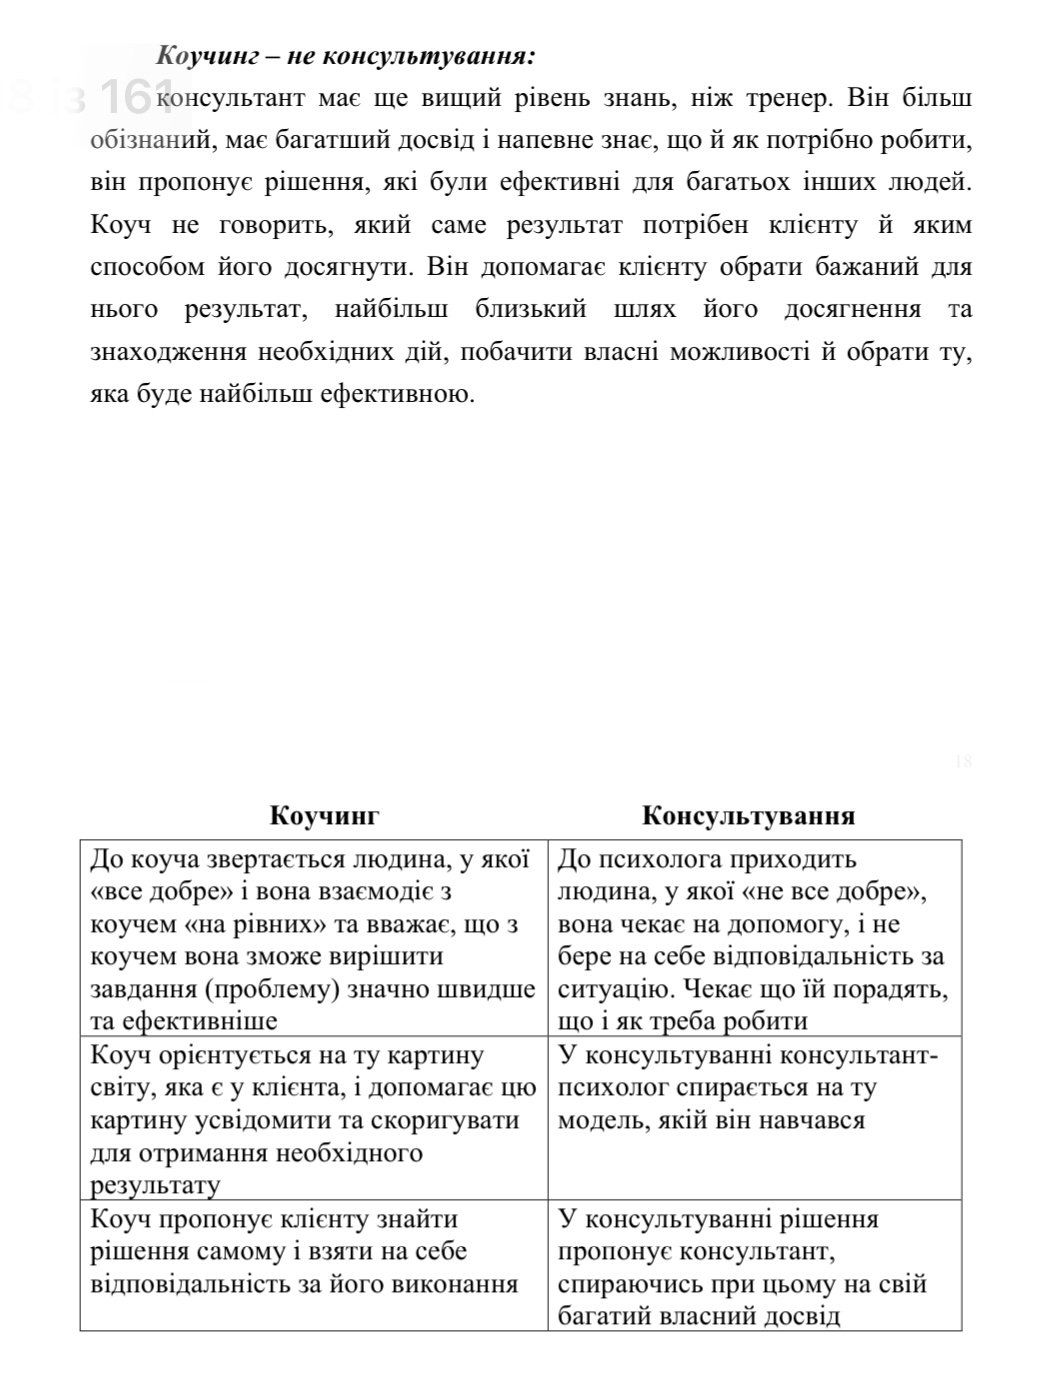 Коучинг – не консультування:
8 із 161
консультант має ще вищий рівень знань, ніж тренер. Він більш
обізнаний, має багатший досвід і напевне знає, що й як потрібно робити,
він пропонує рішення, які були ефективні для багатьох інших людей.
Коуч не говорить, який саме результат потрібен клієнту й яким
способом його досягнути. Він допомагає клієнту обрати бажаний для
нього результат, найбільш близький шлях його досягнення та
знаходження необхідних дій, побачити власні можливості й обрати ту,
яка буде найбільш ефективною.
18
Коучинг
Консультування
До коуча звертається людина, у якої
«все добре» і вона взаємодіє з
коучем «на рівних» та вважає, що з
коучем вона зможе вирішити
завдання (проблему) значно швидше
та ефективніше
До психолога приходить
людина, у якої «не все добре»,
вона чекає на допомогу, і не
бере на себе відповідальність за
ситуацію. Чекає що їй порадять,
що і як треба робити
Коуч орієнтується на ту картину
світу, яка є у клієнта, і допомагає цю
картину усвідомити та скоригувати
для отримання необхідного
результату
У консультуванні консультант-
психолог спирається на ту
модель, якій він навчався
Коуч пропонує клієнту знайти
рішення самому і взяти на себе
відповідальність за його виконання
У консультуванні рішення
пропонує консультант,
спираючись при цьому на свій
багатий власний досвід